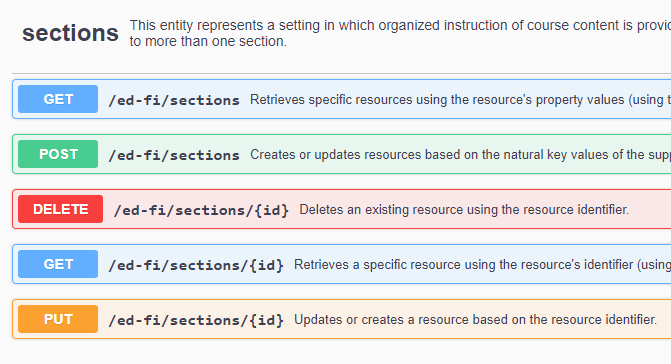 sections This entity represents a setting in which organized instruction of course content is
to more than one section.
GET /ed-fi/sections Retrieves specific resources using the resource's property values (using
POST /ed-fi/sections Creates or updates resources based on the natural key values of the
DELETE /ed-fi/sections/{id} Deletes an existing resource using the resource identifier.
GET /ed-fi/sections/{id} Retrieves a specific resource using the resource's identifier (using
PUT /ed-fi/sections/{id} Updates or creates a resource based on the resource identifier.